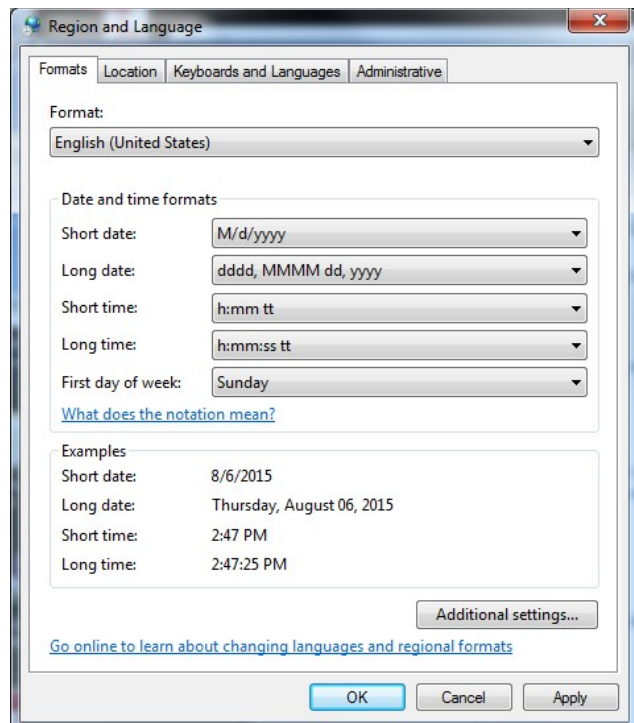 Region and Language
Formats Location Keyboards and Languages Administrative
Format:
English (United States)
Date and time formats
Short date: M/d/yyyy
Long date: dddd, MMMM dd, yyyy
Short time: h:mm tt
Long time: h:mm:ss tt
First day of week: Sunday
What does the notation mean?
Examples
Short date: 8/6/2015
Long date: Thursday, August 06, 2015
Short time: 2:47 PM
Long time: 2:47:25 PM
Additional settings...
Go online to learn about changing languages and regional formats
OK Cancel Apply